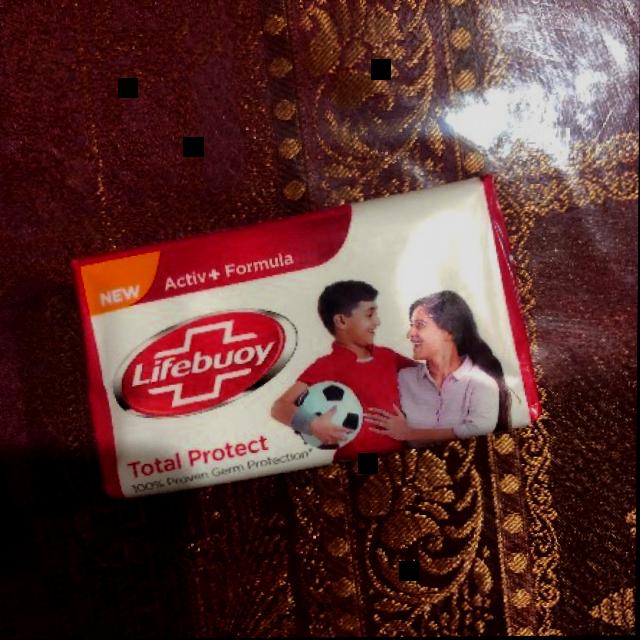 NEW
Activ+ Formula
Lifebuoy
Total Protect
100% Proven Germ Protection*